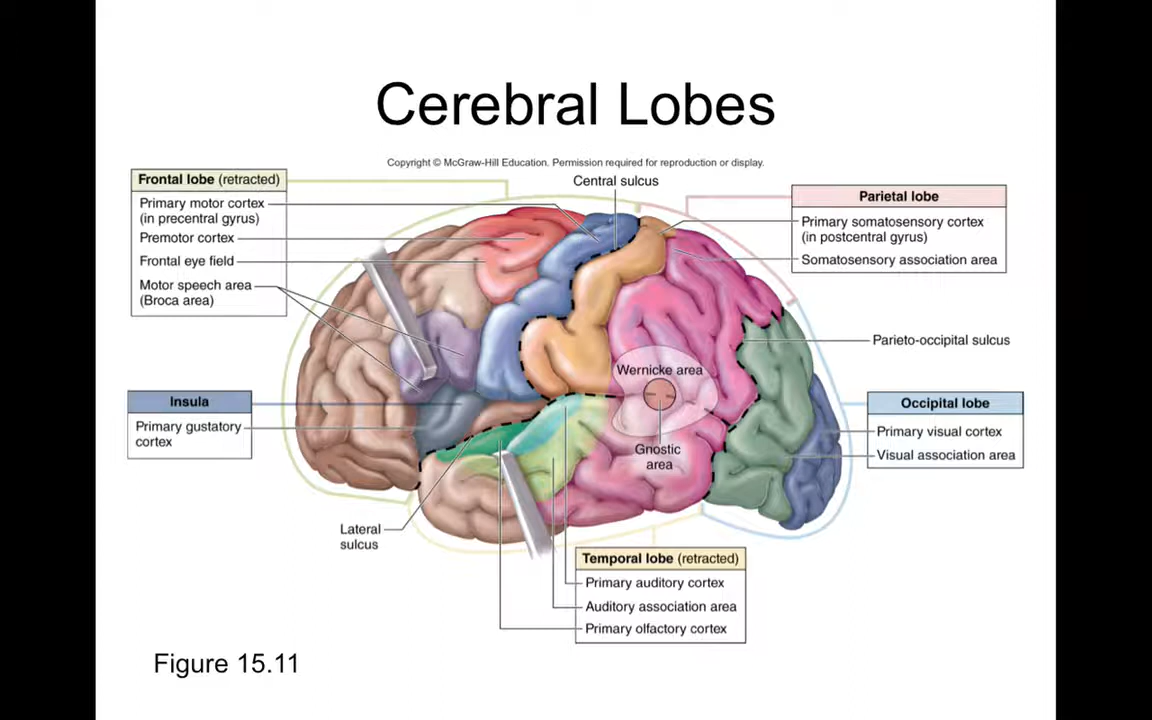 Cerebral Lobes
Copyright © McGraw-Hill Education. Permission required for reproduction or display.
Frontal lobe (retracted)
Primary motor cortex
(in precentral gyrus)
Premotor cortex
Frontal eye field
Motor speech area
(Broca area)
Insula
Primary gustatory
cortex
Lateral
sulcus
Central sulcus
Wernicke area
Gnostic
area
Parietal lobe
Primary somatosensory cortex
(in postcentral gyrus)
Somatosensory association area
Parieto-occipital sulcus
Occipital lobe
Primary visual cortex
Visual association area
Temporal lobe (retracted)
Primary auditory cortex
Auditory association area
Primary olfactory cortex
Figure 15.11